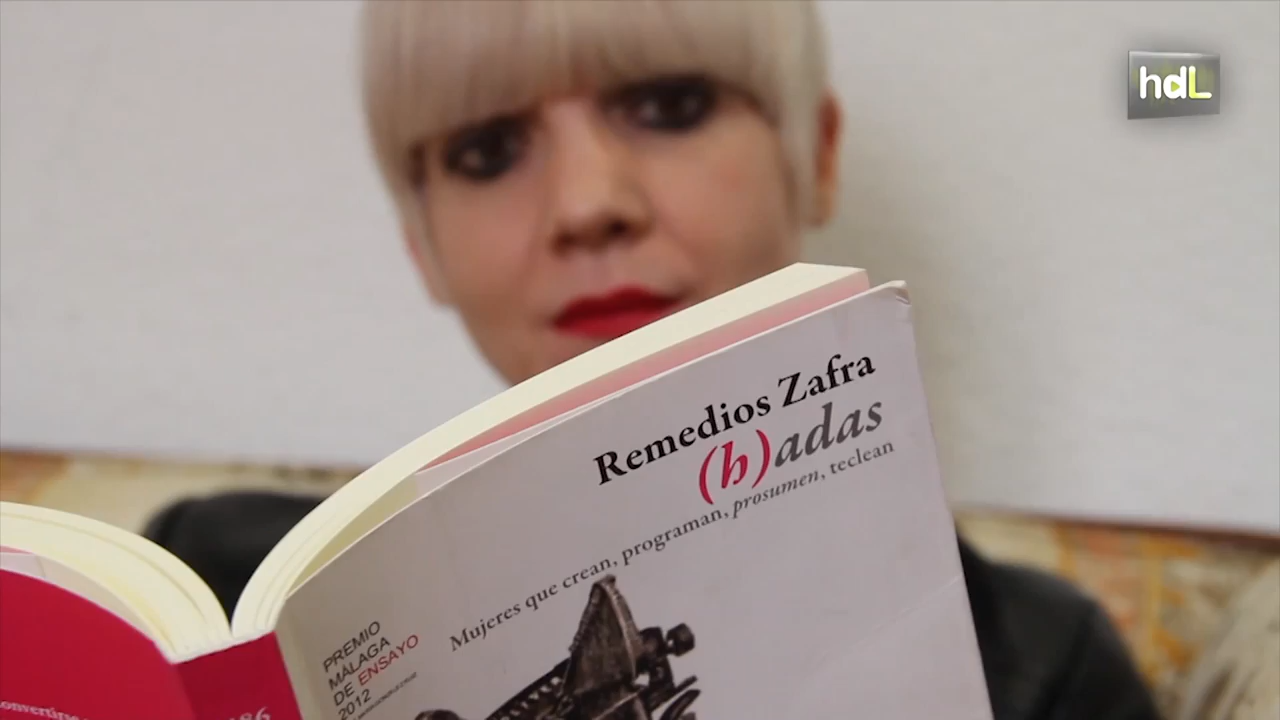 hdL
Remedios Zafra
(h)adas
Mujeres que crean, programan, prosumen, teclean
PREMIO
MÁLAGA
DE ENSAYO
2012